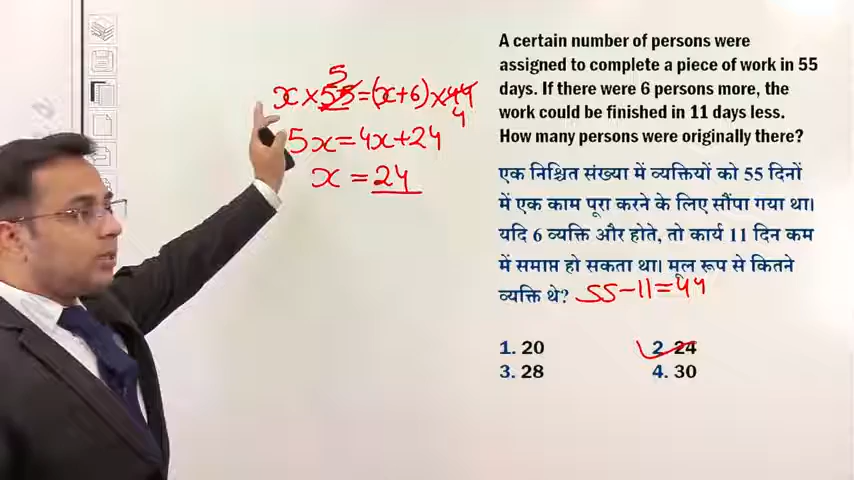 x × 55 = (x+6) × 44
5
4
5x = 4x + 24
x = 24
A certain number of persons were
assigned to complete a piece of work in 55
days. If there were 6 persons more, the
work could be finished in 11 days less.
How many persons were originally there?
एक निश्चित संख्या में व्यक्तियों को 55 दिनों
में एक काम पूरा करने के लिए सौंपा गया था।
यदि 6 व्यक्ति और होते, तो कार्य 11 दिन कम
में समाप्त हो सकता था। मूल रूप से कितने
व्यक्ति थे? 55-11=44
1. 20 2. 24
3. 28 4. 30